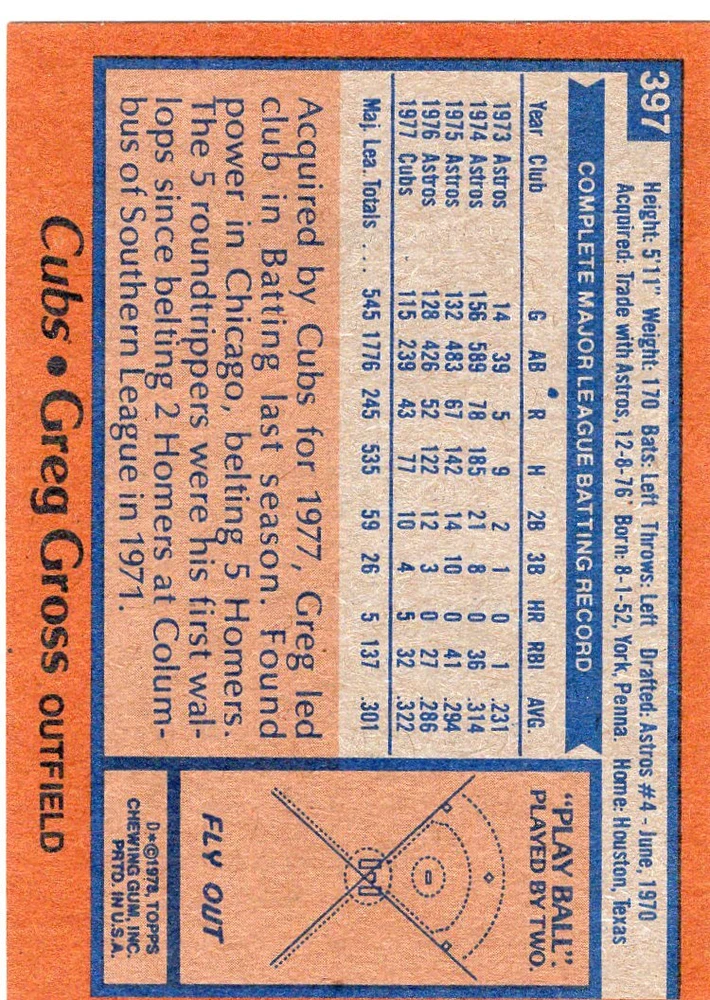 397
Height: 5'11" Weight: 170 Bats: Left Throws: Left Drafted: Astros #4 - June, 1970
Acquired: Trade with Astros, 12-8-76 Born: 8-1-52, York, Penna. Home: Houston, Texas
COMPLETE MAJOR LEAGUE BATTING RECORD
Year Club G AB R H 2B 3B HR RBI AVG.
1973 Astros 14 39 5 9 2 1 0 1 .231
1974 Astros 156 589 78 185 21 8 0 36 .314
1975 Astros 132 483 67 142 14 10 0 41 .294
1976 Astros 128 426 52 122 12 3 0 27 .286
1977 Cubs 115 239 43 77 10 4 5 32 .322
Maj. Lea. Totals ... 545 1776 245 535 59 26 5 137 .301
Acquired by Cubs for 1977, Greg led
club in Batting last season. Found
power in Chicago, belting 5 Homers.
The 5 roundtrippers were his first wal-
lops since belting 2 Homers at Colum-
bus of Southern League in 1971.
"PLAY BALL":
PLAYED BY TWO.
FLY OUT
D*©1978, TOPPS
CHEWING GUM, INC.
PRTD. IN U.S.A.
Cubs • Greg Gross OUTFIELD